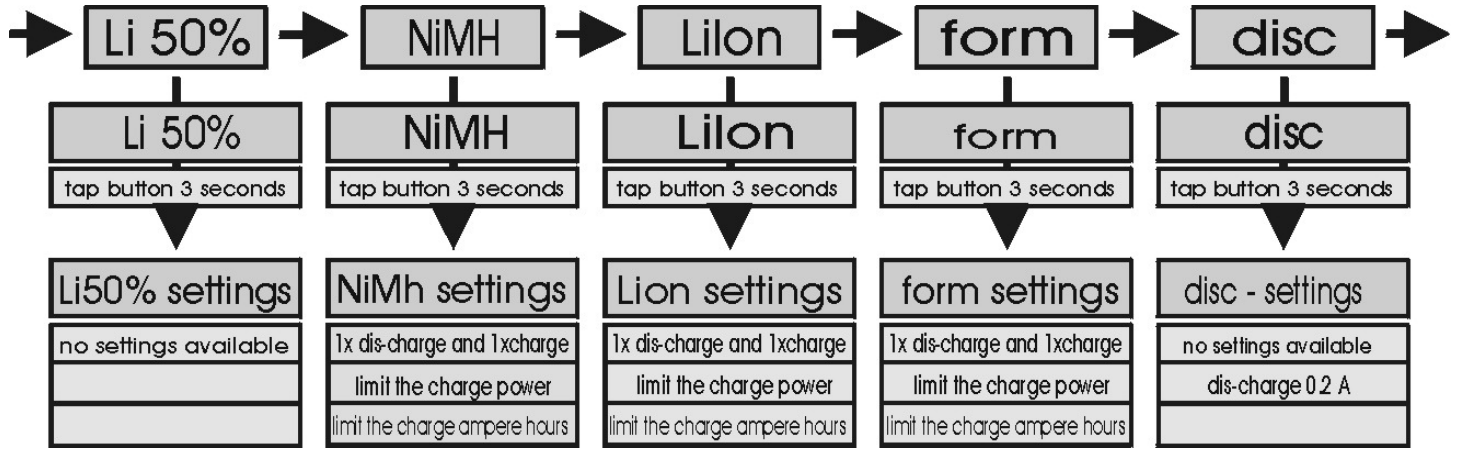 Li 50% NiMH LiIon form disc
Li 50% NiMH LiIon form disc
tap button 3 seconds tap button 3 seconds tap button 3 seconds tap button 3 seconds tap button 3 seconds
Li50% settings NiMh settings Lion settings form settings disc - settings
no settings available 1x dis-charge and 1xcharge 1x dis-charge and 1xcharge 1x dis-charge and 1xcharge no settings available
limit the charge power limit the charge power limit the charge power dis-charge 0.2 A
limit the charge ampere hours limit the charge ampere hours limit the charge ampere hours